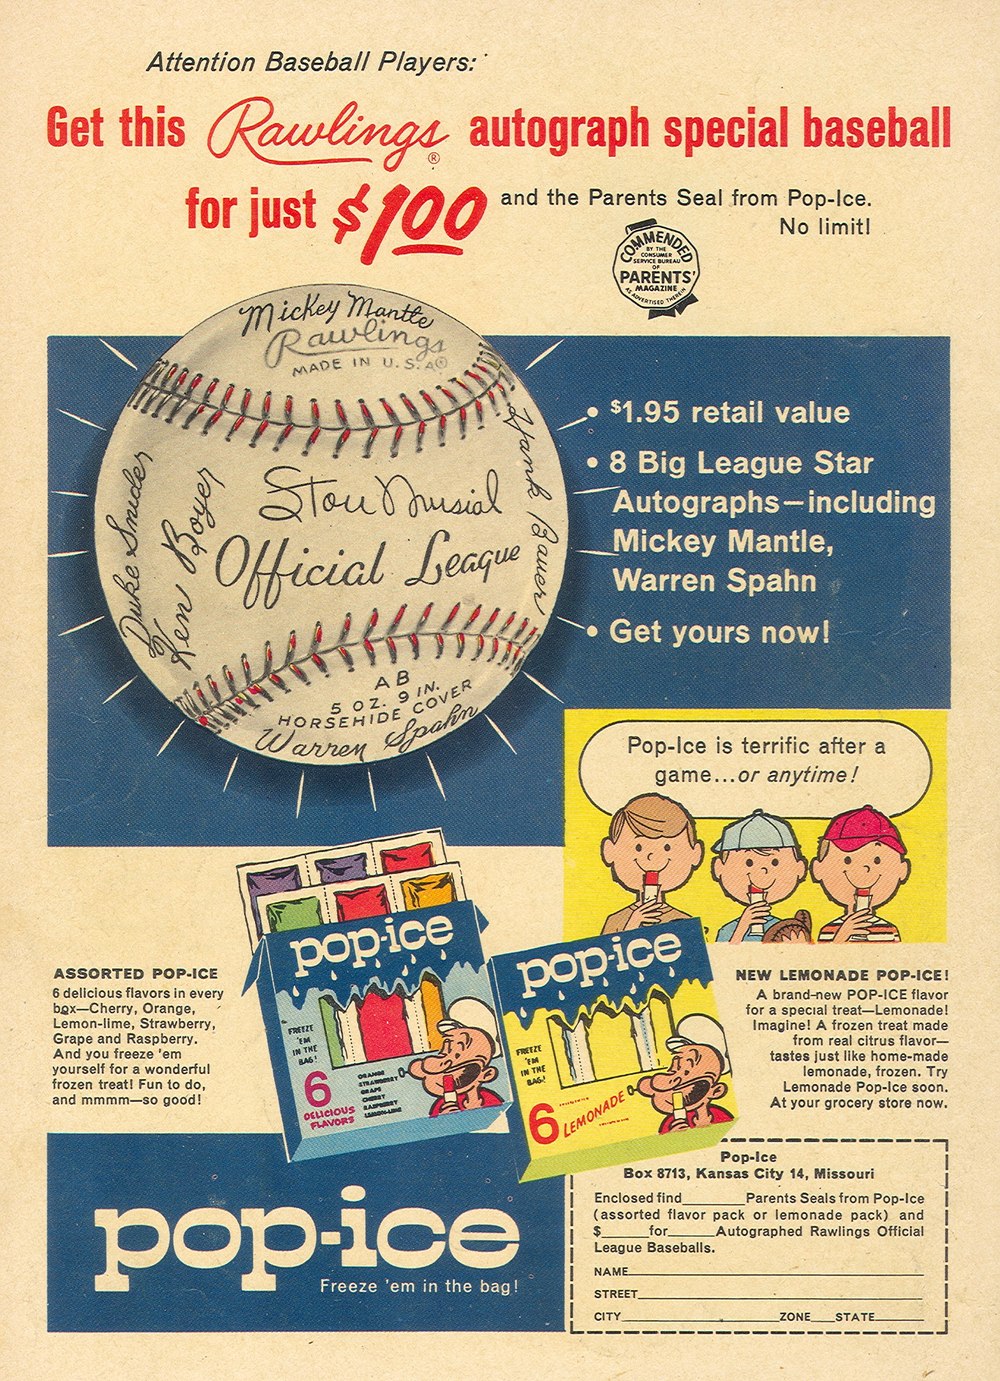 Attention Baseball Players:
Get this Rawlings® autograph special baseball
for just $1.00 and the Parents Seal from Pop-Ice.
No limit!
COMMENDED
BY THE
CONSUMER
SERVICE BUREAU
OF
PARENTS'
MAGAZINE
AS ADVERTISED THEREIN
Mickey Mantle
Rawlings
MADE IN U.S.A®
Duke Snider
Ken Boyer
Stan Musial
Hank Bauer
Official League
AB
5 OZ. 9 IN.
HORSEHIDE COVER
Warren Spahn
• $1.95 retail value
• 8 Big League Star
Autographs—including
Mickey Mantle,
Warren Spahn
• Get yours now!
Pop-Ice is terrific after a
game...or anytime!
pop-ice
FREEZE
'EM
IN THE
BAG!
6
DELICIOUS
FLAVORS
ORANGE
STRAWBERRY
GRAPE
CHERRY
RASPBERRY
LEMON-LIME
pop-ice
FREEZE
'EM
IN THE
BAG!
6 LEMONADE
ASSORTED POP-ICE
6 delicious flavors in every
box—Cherry, Orange,
Lemon-lime, Strawberry,
Grape and Raspberry.
And you freeze 'em
yourself for a wonderful
frozen treat! Fun to do,
and mmmm—so good!
NEW LEMONADE POP-ICE!
A brand-new POP-ICE flavor
for a special treat—Lemonade!
Imagine! A frozen treat made
from real citrus flavor—
tastes just like home-made
lemonade, frozen. Try
Lemonade Pop-Ice soon.
At your grocery store now.
pop-ice
Freeze 'em in the bag!
Pop-Ice
Box 8713, Kansas City 14, Missouri
Enclosed find________Parents Seals from Pop-Ice
(assorted flavor pack or lemonade pack) and
$______for______Autographed Rawlings Official
League Baseballs.
NAME________
STREET________
CITY________ZONE___STATE______